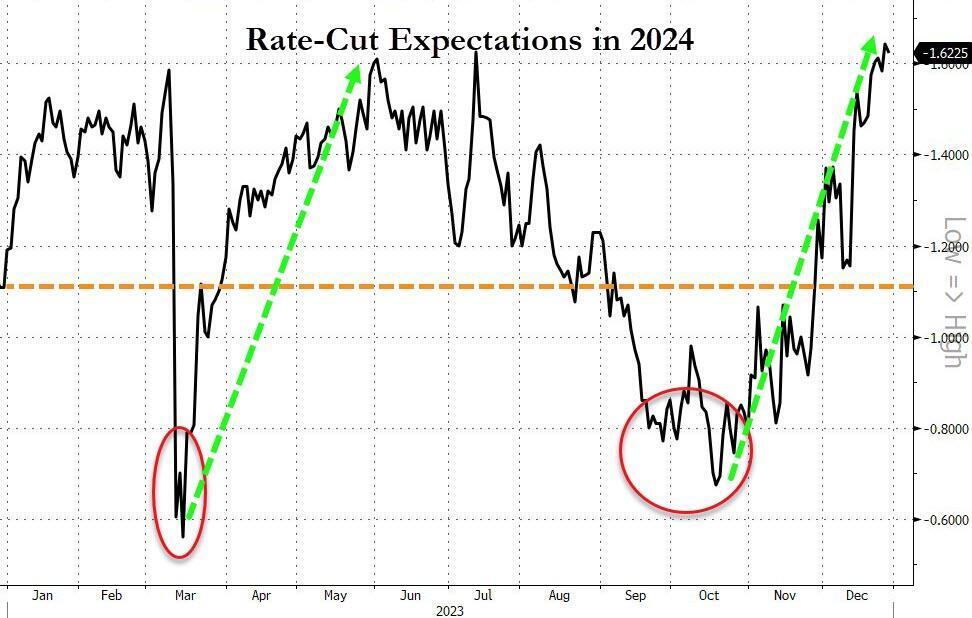 Rate-Cut Expectations in 2024
-1.6225
-1.6000
-1.4000
-1.2000
-1.0000
-0.8000
-0.6000
Low => High
Jan Feb Mar Apr May Jun Jul Aug Sep Oct Nov Dec
2023